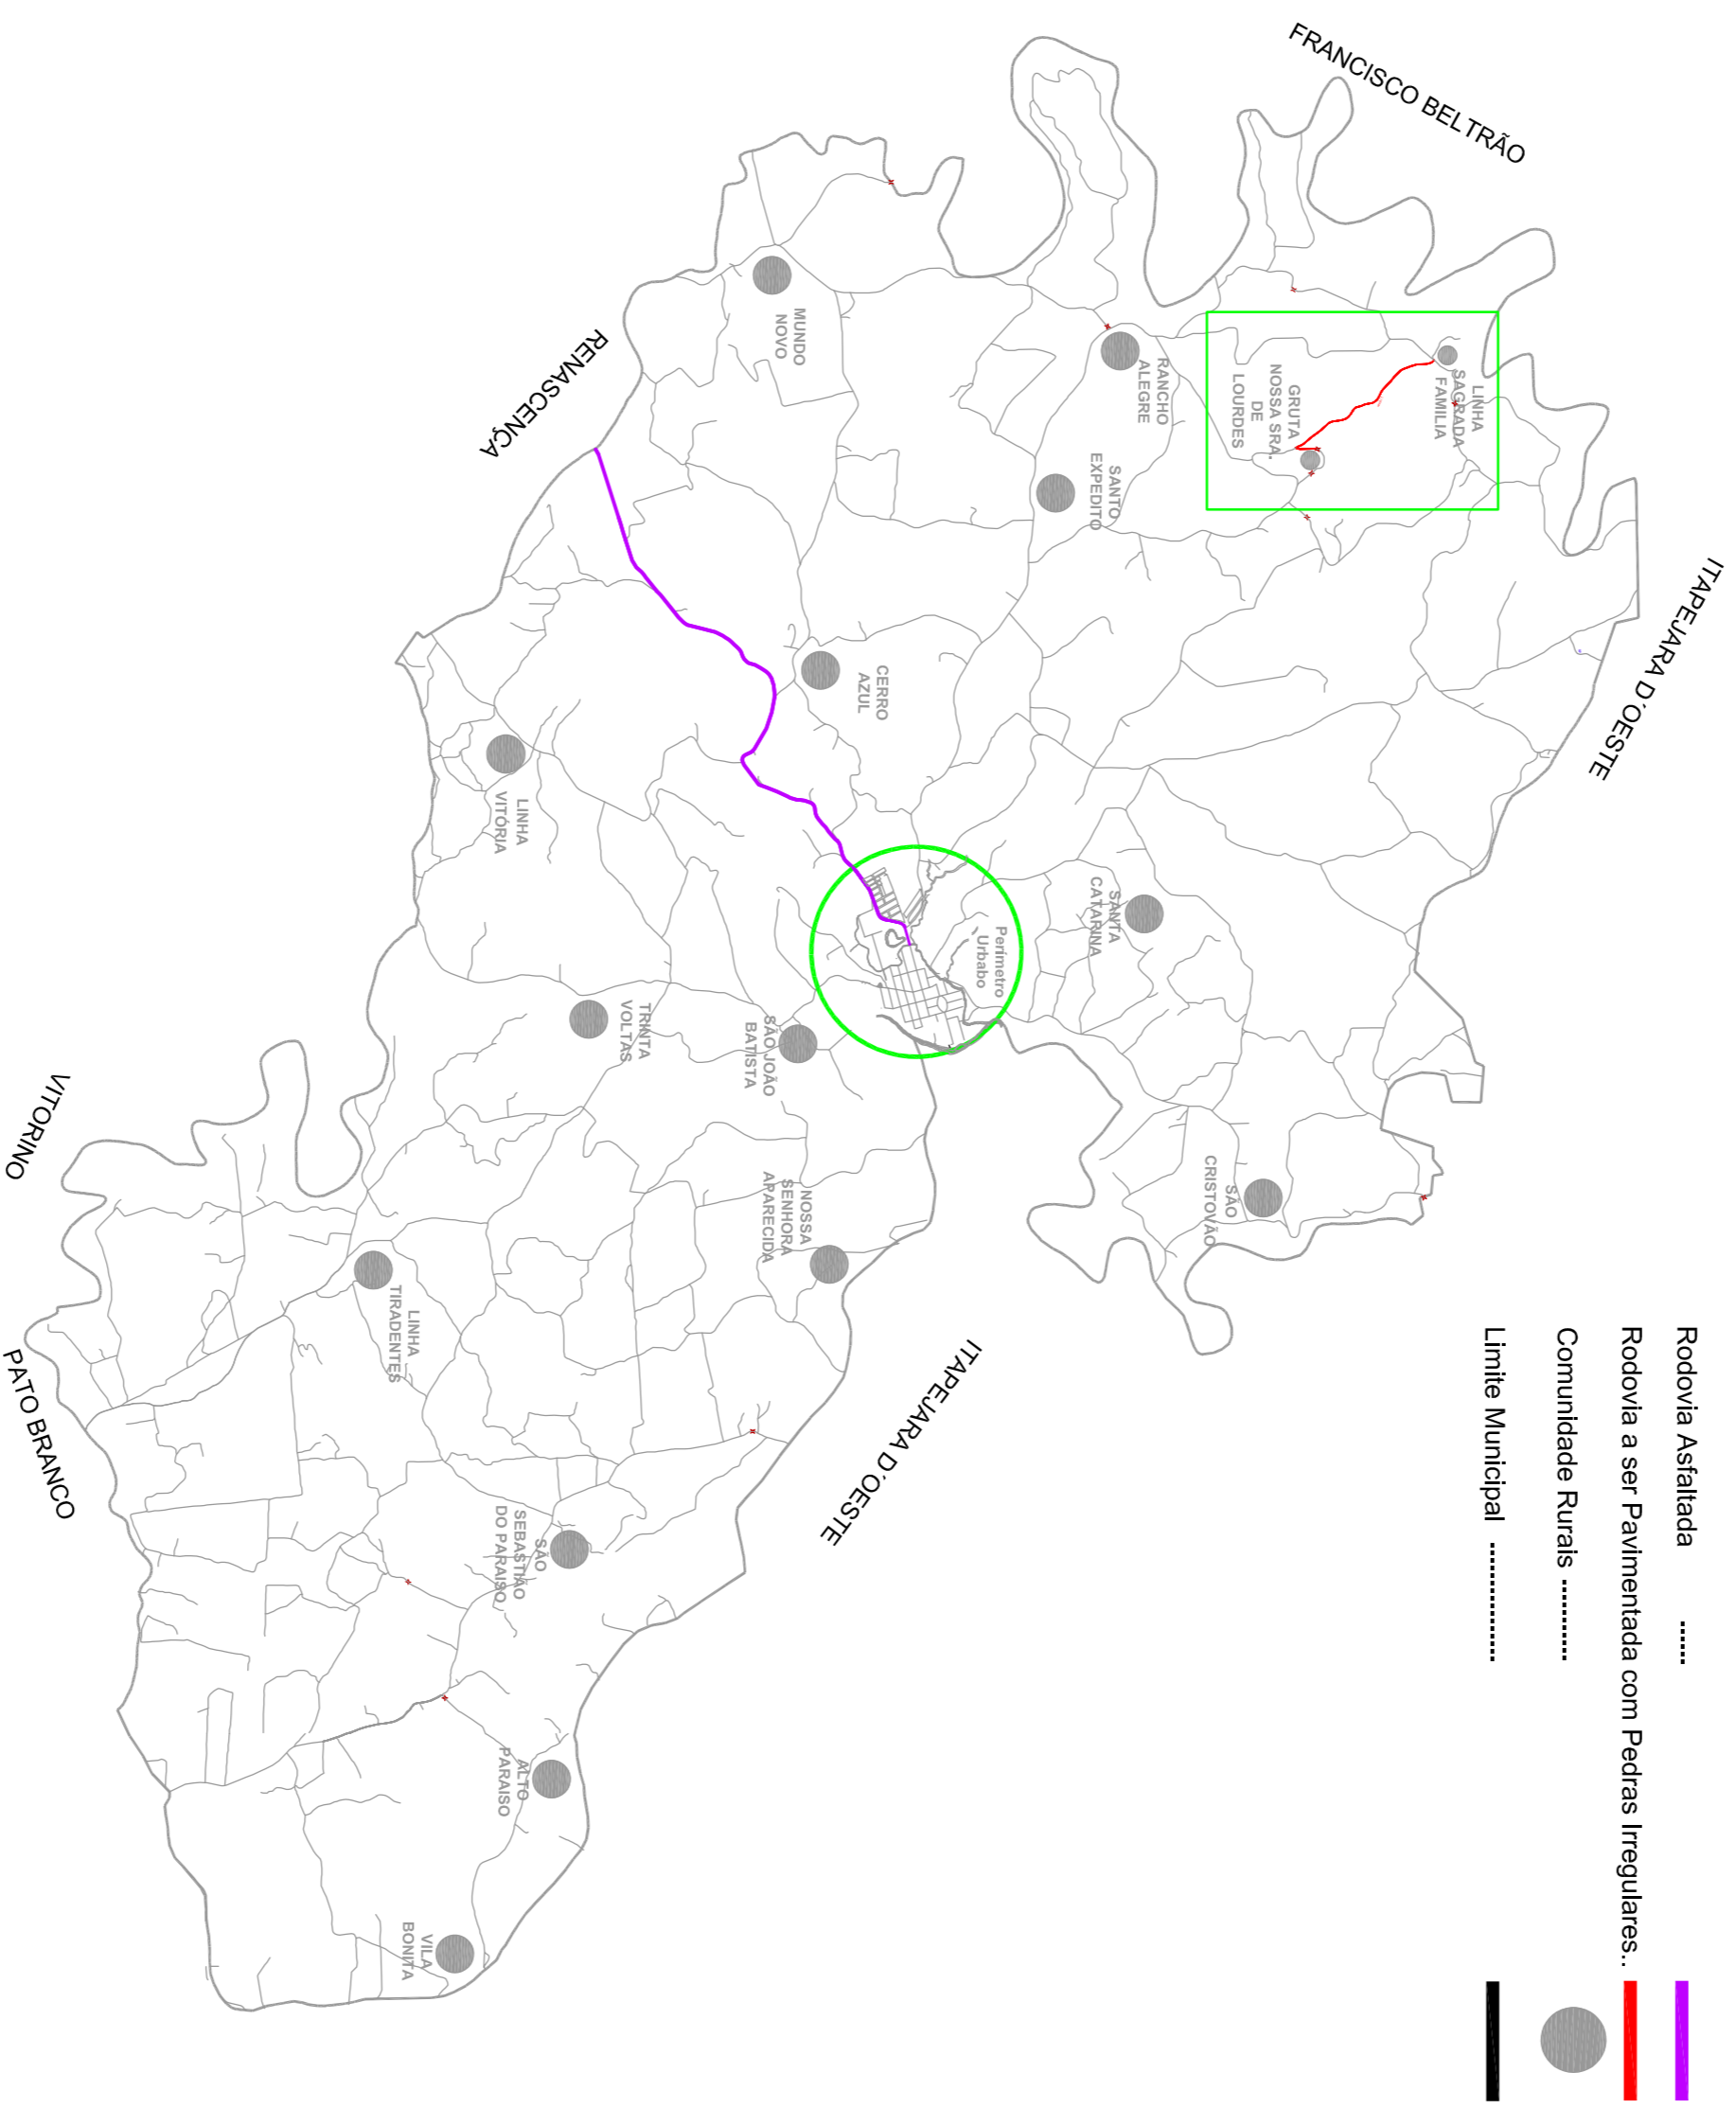 FRANCISCO BELTRÃO
ITAPEJARA D´OESTE
RENASCENÇA
MUNDO
NOVO
RANCHO
ALEGRE
LINHA
SAGRADA
FAMILIA
GRUTA
NOSSA SRA.
DE
LOURDES
SANTO
EXPEDITO
CERRO
AZUL
LINHA
VITÓRIA
SANTA
CATARINA
Perímetro
Urbabo
TRINTA
VOLTAS
SÃO JOÃO
BATISTA
SÃO
CRISTOVÃO
NOSSA
SENHORA
APARECIDA
LINHA
TIRADENTES
VITORINO
PATO BRANCO
ITAPEJARA D´OESTE
SÃO
SEBASTIÃO
DO PARAISO
ALTO
PARAISO
VILA
BONITA
Rodovia Asfaltada -----
Rodovia a ser Pavimentada com Pedras Irregulares..
Comunidade Rurais ----------
Limite Municipal --------------